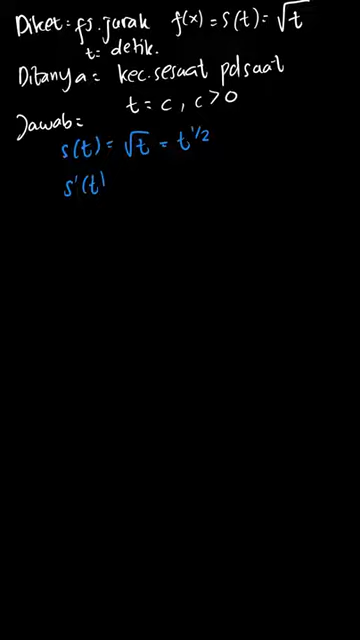 Diket = fs. jarak f(x) = s(t) = √t
t = detik.
Ditanya = kec. sesaat pd saat
t = c, c > 0
Jawab =
s(t) = √t = t^1/2
s'(t)